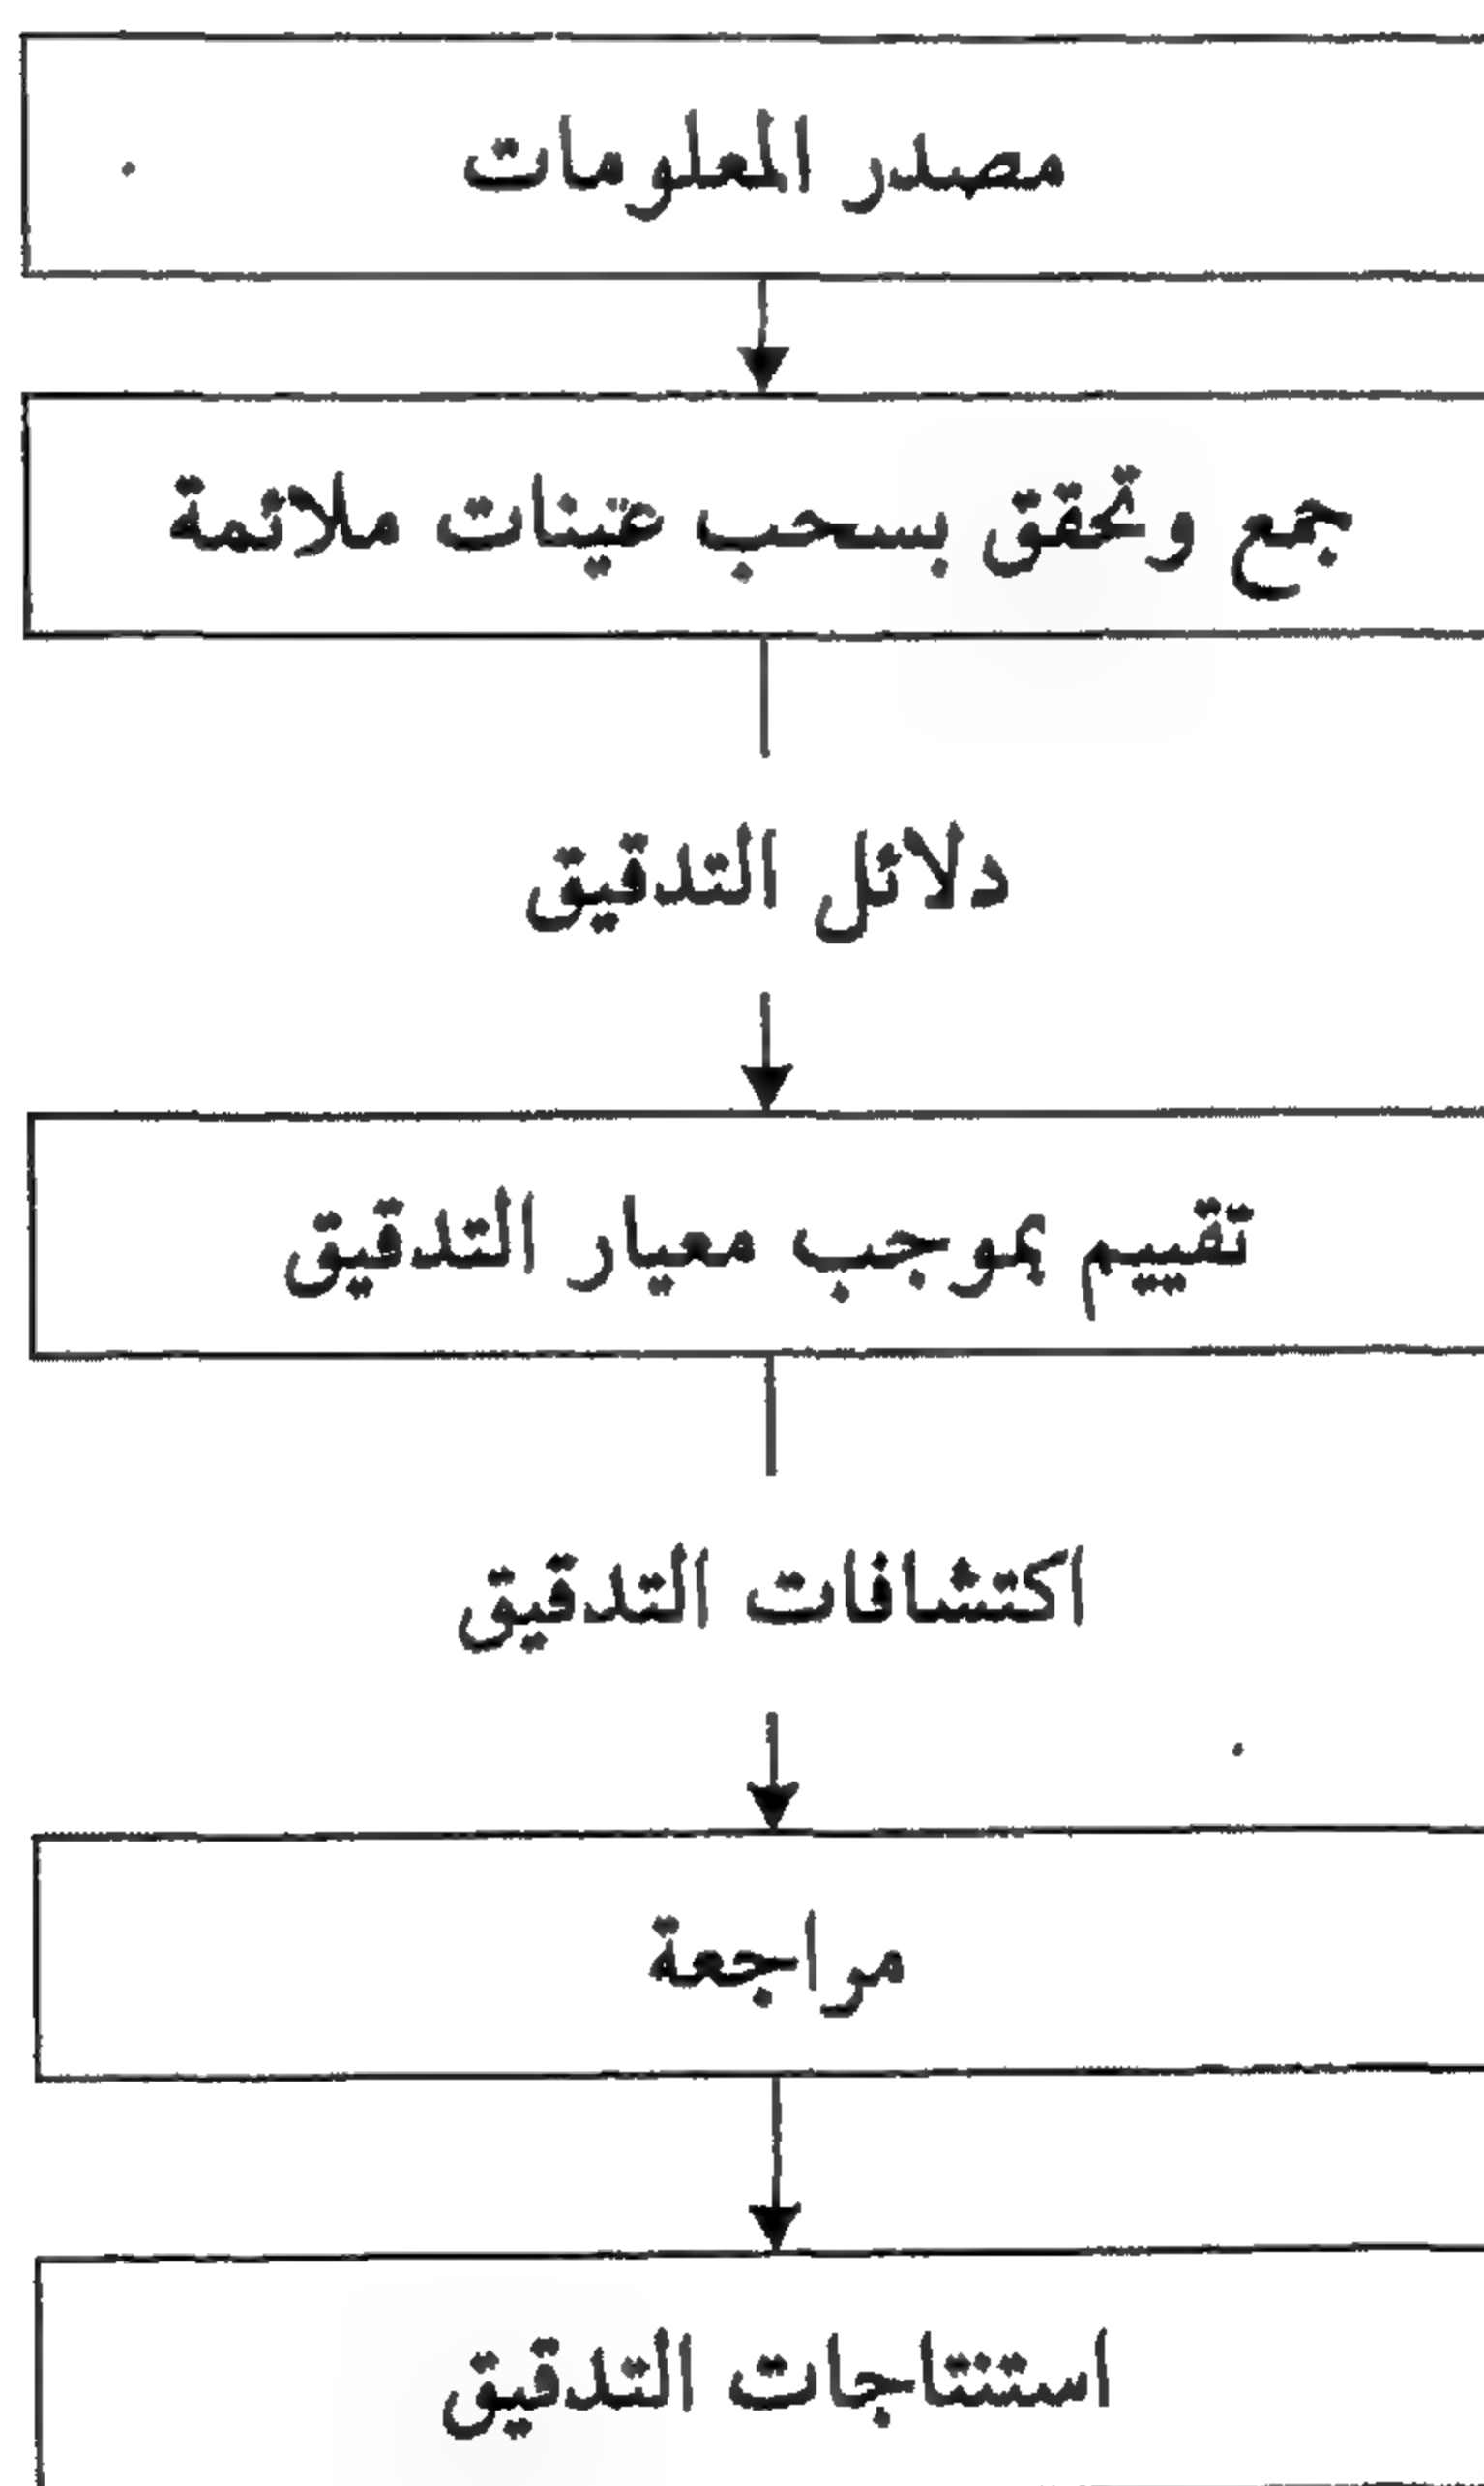 مصدر المعلومات
جمع وتحقق بسحب عينات ملائمة
دلائل التدقيق
تقييم بموجب معيار التدقيق
اكتشافات التدقيق
مراجعة
استنتاجات التدقيق